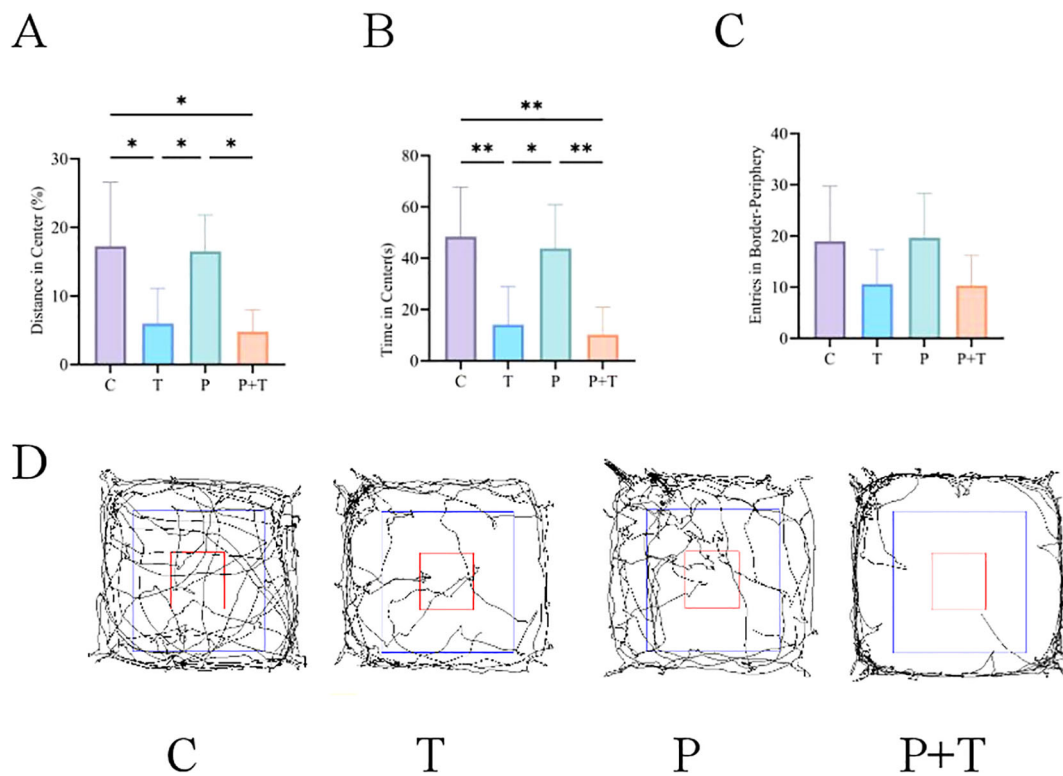 A
B
C
*
* * *
30
20
10
0
Distance in Center (%)
C T P P+T
**
** * **
80
60
40
20
0
Time in Center(s)
C T P P+T
40
30
20
10
0
Entries in Border-Periphery
C T P P+T
D
C T P P+T